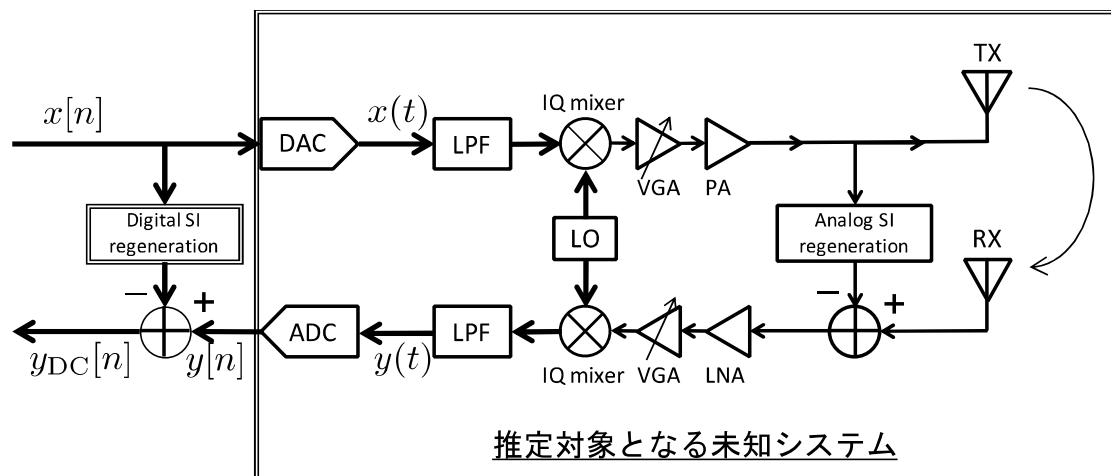 TX
x[n]
x(t)
IQ mixer
DAC
LPF
VGA
PA
Digital SI
regeneration
LO
Analog SI
regeneration
RX
−
+
−
+
ADC
LPF
y_DC[n]
y[n]
y(t)
IQ mixer
VGA
LNA
推定対象となる未知システム